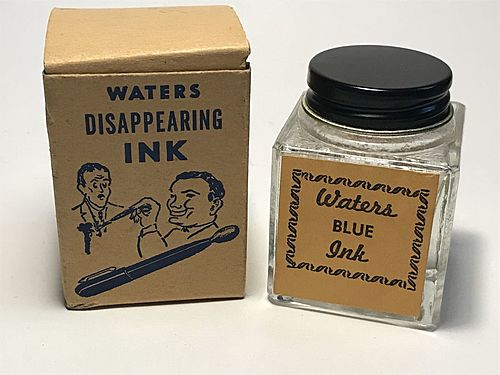 WATERS
DISAPPEARING
INK
Waters
BLUE
Ink